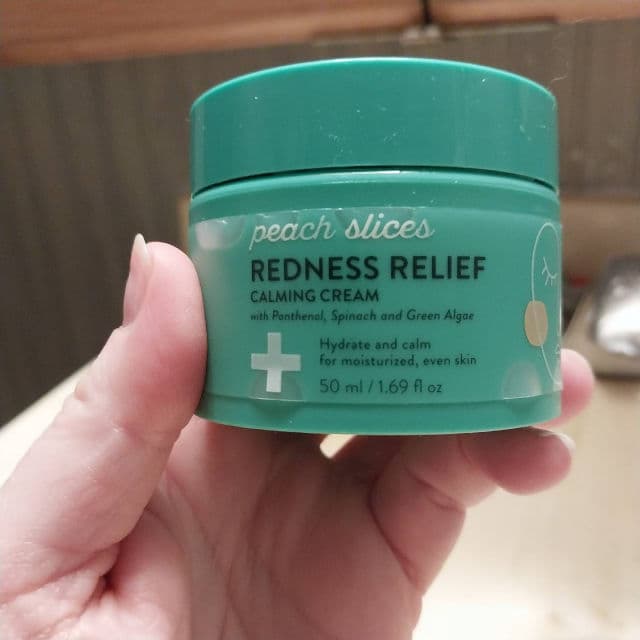 peach slices
REDNESS RELIEF
CALMING CREAM
with Panthenol, Spinach and Green Algae
Hydrate and calm
for moisturized, even skin
50 ml / 1.69 fl oz